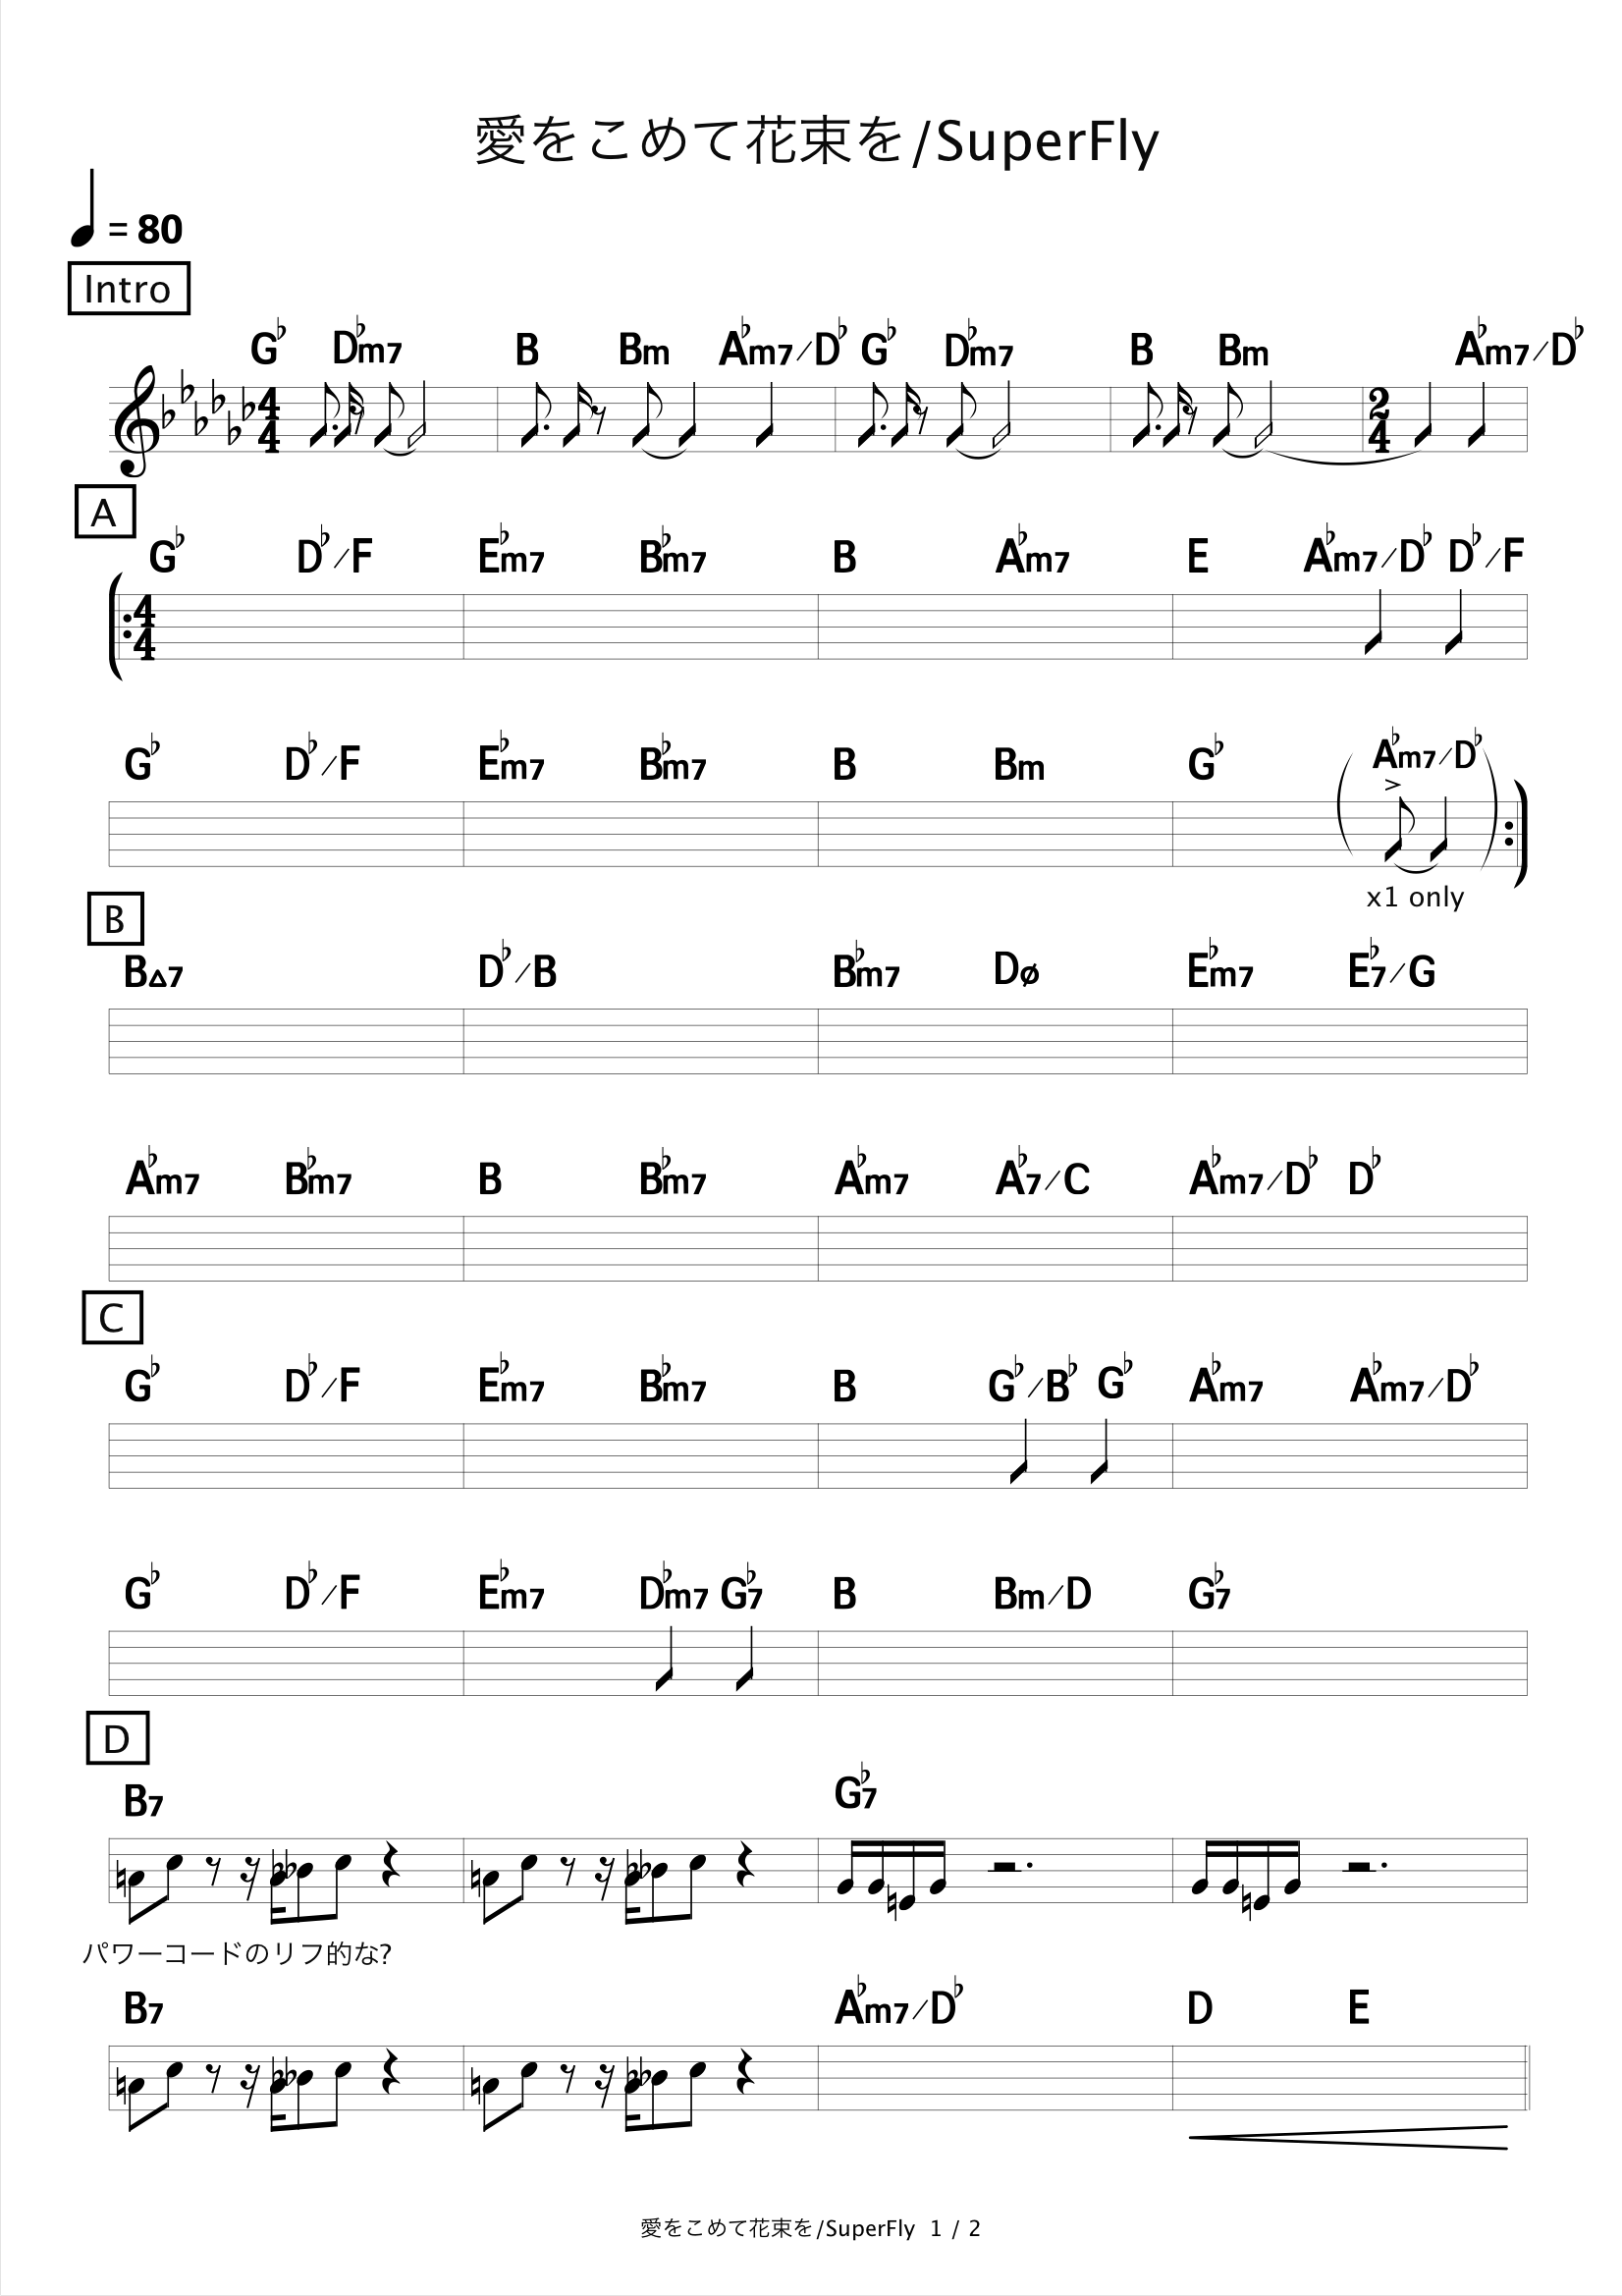 愛をこめて花束を/SuperFly
= 80
Intro
G♭ D♭m7 B Bm A♭m7/D♭ G♭ D♭m7 B Bm A♭m7/D♭
4/4 2/4
A
G♭ D♭/F E♭m7 B♭m7 B A♭m7 E A♭m7/D♭ D♭/F
4/4
G♭ D♭/F E♭m7 B♭m7 B Bm G♭ (A♭m7/D♭)
x1 only
B
B△7 D♭/B B♭m7 Dø E♭m7 E♭7/G
A♭m7 B♭m7 B B♭m7 A♭m7 A♭7/C A♭m7/D♭ D♭
C
G♭ D♭/F E♭m7 B♭m7 B G♭/B♭ G♭ A♭m7 A♭m7/D♭
G♭ D♭/F E♭m7 D♭m7 G♭7 B Bm/D G♭7
D
B7 G♭7
パワーコードのリフ的な?
B7 A♭m7/D♭ D E
愛をこめて花束を/SuperFly 1 / 2